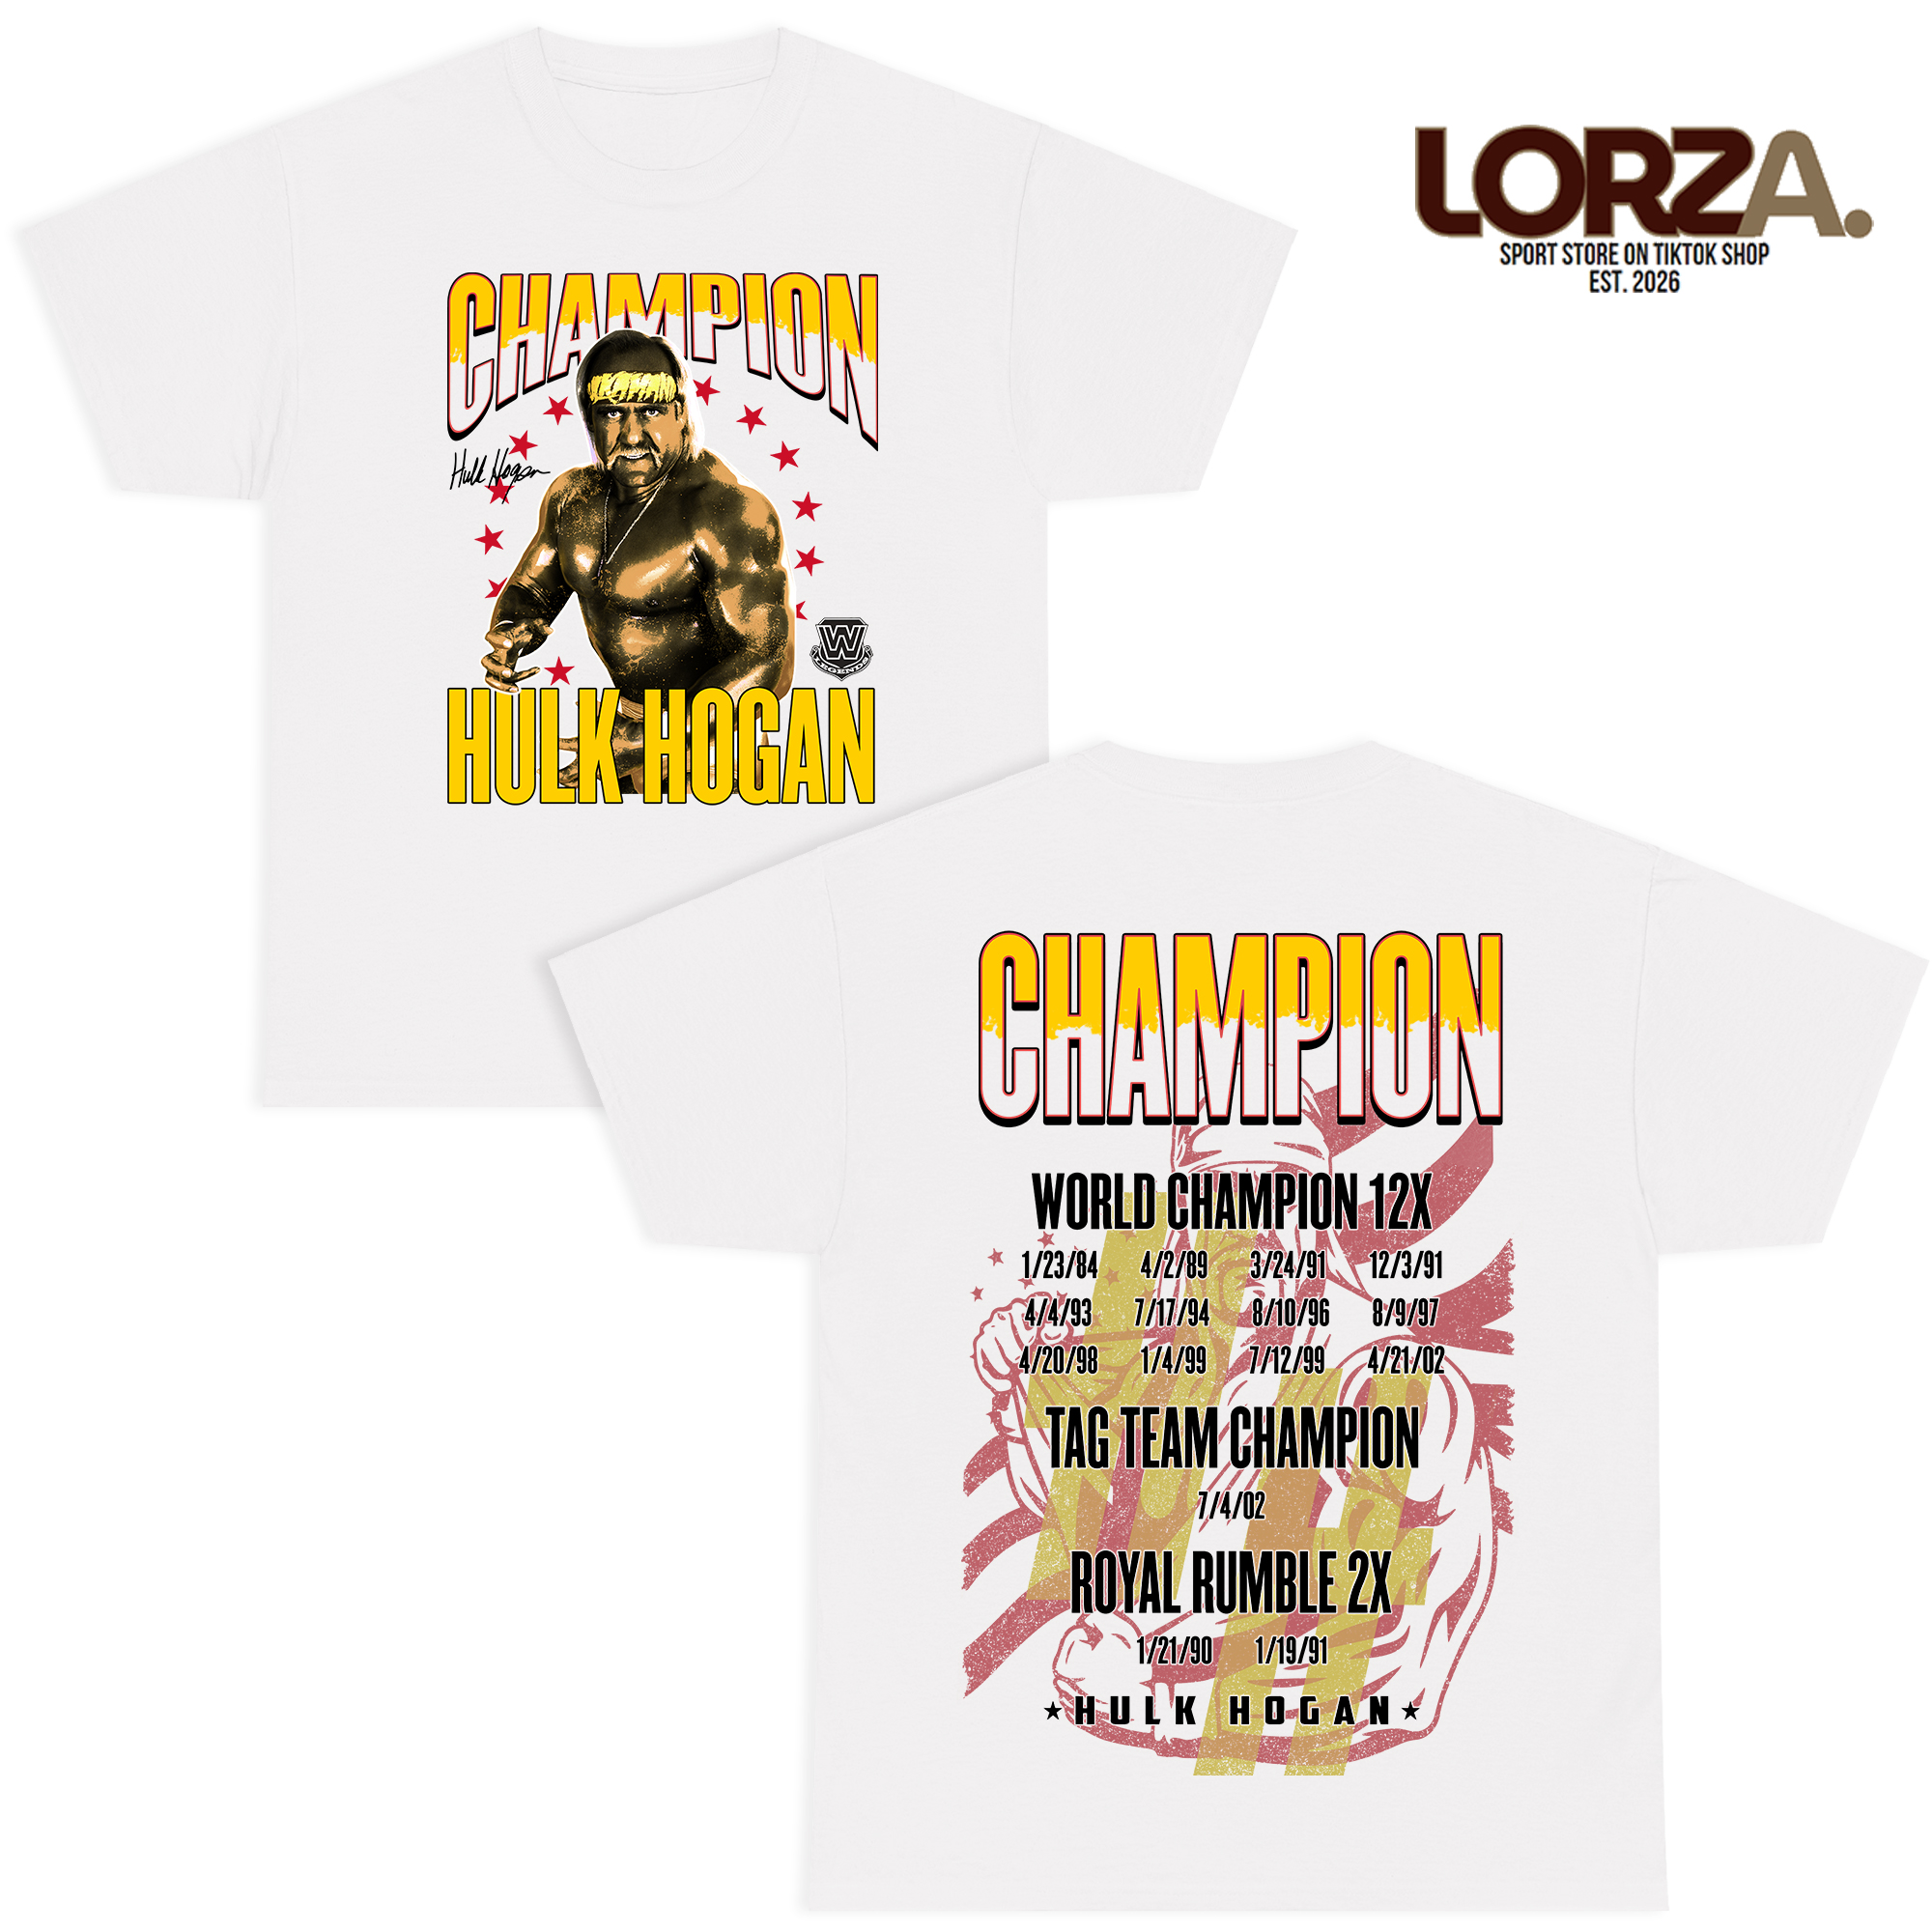 LORZA.
SPORT STORE ON TIKTOK SHOP
EST. 2026
CHAMPION
Hulk Hogan
W
LEGENDS
HULK HOGAN
CHAMPION
WORLD CHAMPION 12X
1/23/84 4/2/89 3/24/91 12/3/91
4/4/93 7/17/94 8/10/96 8/9/97
4/20/98 1/4/99 7/12/99 4/21/02
TAG TEAM CHAMPION
7/4/02
ROYAL RUMBLE 2X
1/21/90 1/19/91
★HULK HOGAN★